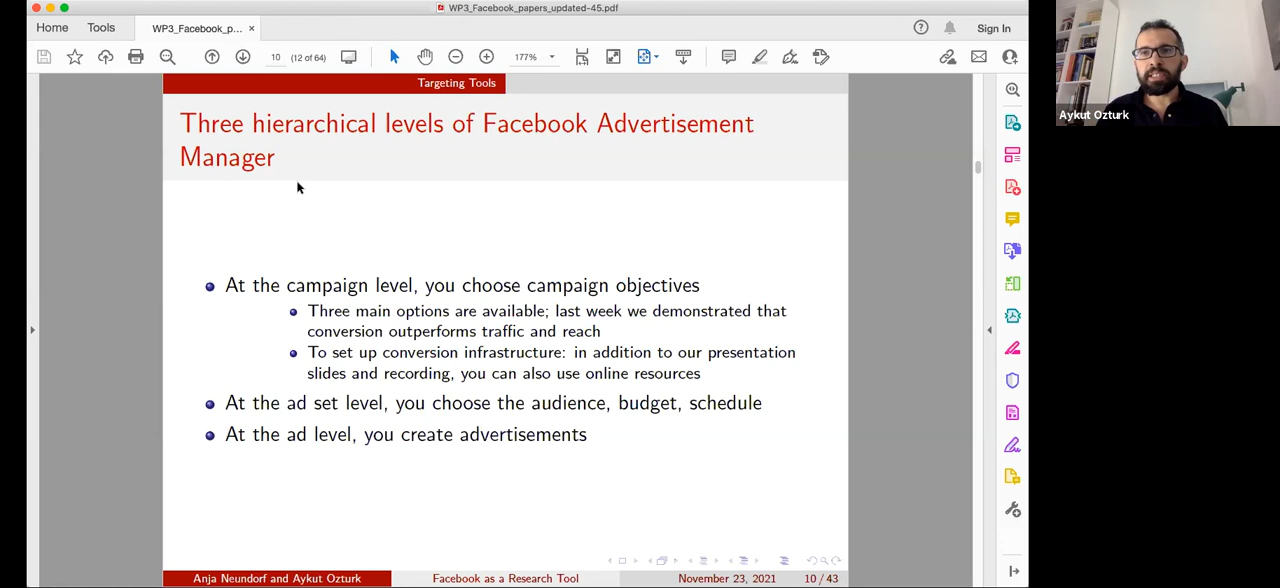 WP3_Facebook_papers_updated-45.pdf
Home Tools WP3_Facebook_p... × Sign In
10 (12 of 64) 177%
Targeting Tools
Three hierarchical levels of Facebook Advertisement
Manager
At the campaign level, you choose campaign objectives
Three main options are available; last week we demonstrated that
conversion outperforms traffic and reach
To set up conversion infrastructure: in addition to our presentation
slides and recording, you can also use online resources
At the ad set level, you choose the audience, budget, schedule
At the ad level, you create advertisements
Anja Neundorf and Aykut Ozturk Facebook as a Research Tool November 23, 2021 10 / 43
Aykut Ozturk